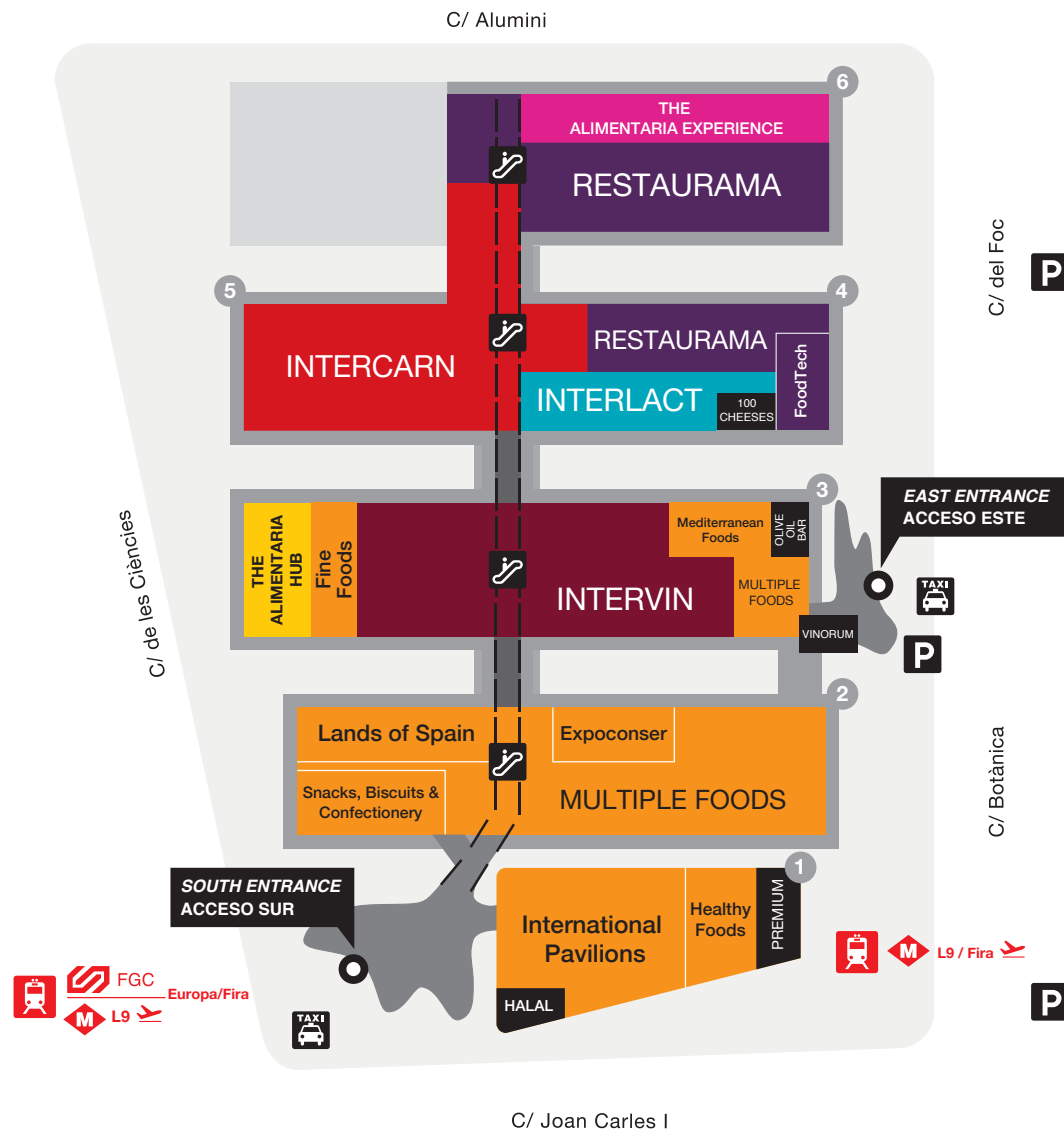 C/ Alumini
6
THE
ALIMENTARIA EXPERIENCE
RESTAURAMA
C/ del Foc
P
5
4
INTERCARN
RESTAURAMA
INTERLACT
100
CHEESES
FoodTech
3
EAST ENTRANCE
ACCESO ESTE
C/ de les Ciències
THE
ALIMENTARIA
HUB
Fine
Foods
INTERVIN
Mediterranean
Foods
OLIVE
OIL
BAR
MULTIPLE
FOODS
VINORUM
TAXI
P
2
Lands of Spain
Expoconser
Snacks, Biscuits &
Confectionery
MULTIPLE FOODS
C/ Botànica
1
SOUTH ENTRANCE
ACCESO SUR
International
Pavilions
Healthy
Foods
PREMIUM
HALAL
M
L9 / Fira
FGC
Europa/Fira
M
L9
TAXI
P
C/ Joan Carles I